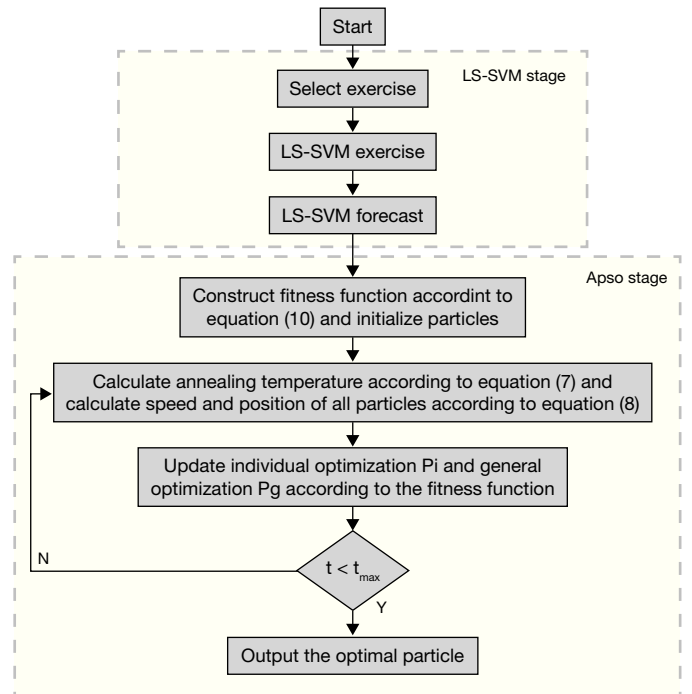 Start
LS-SVM stage
Select exercise
LS-SVM exercise
LS-SVM forecast
Apso stage
Construct fitness function accordint to
equation (10) and initialize particles
Calculate annealing temperature according to equation (7) and
calculate speed and position of all particles according to equation (8)
Update individual optimization Pi and general
optimization Pg according to the fitness function
N
t < tmax
Y
Output the optimal particle